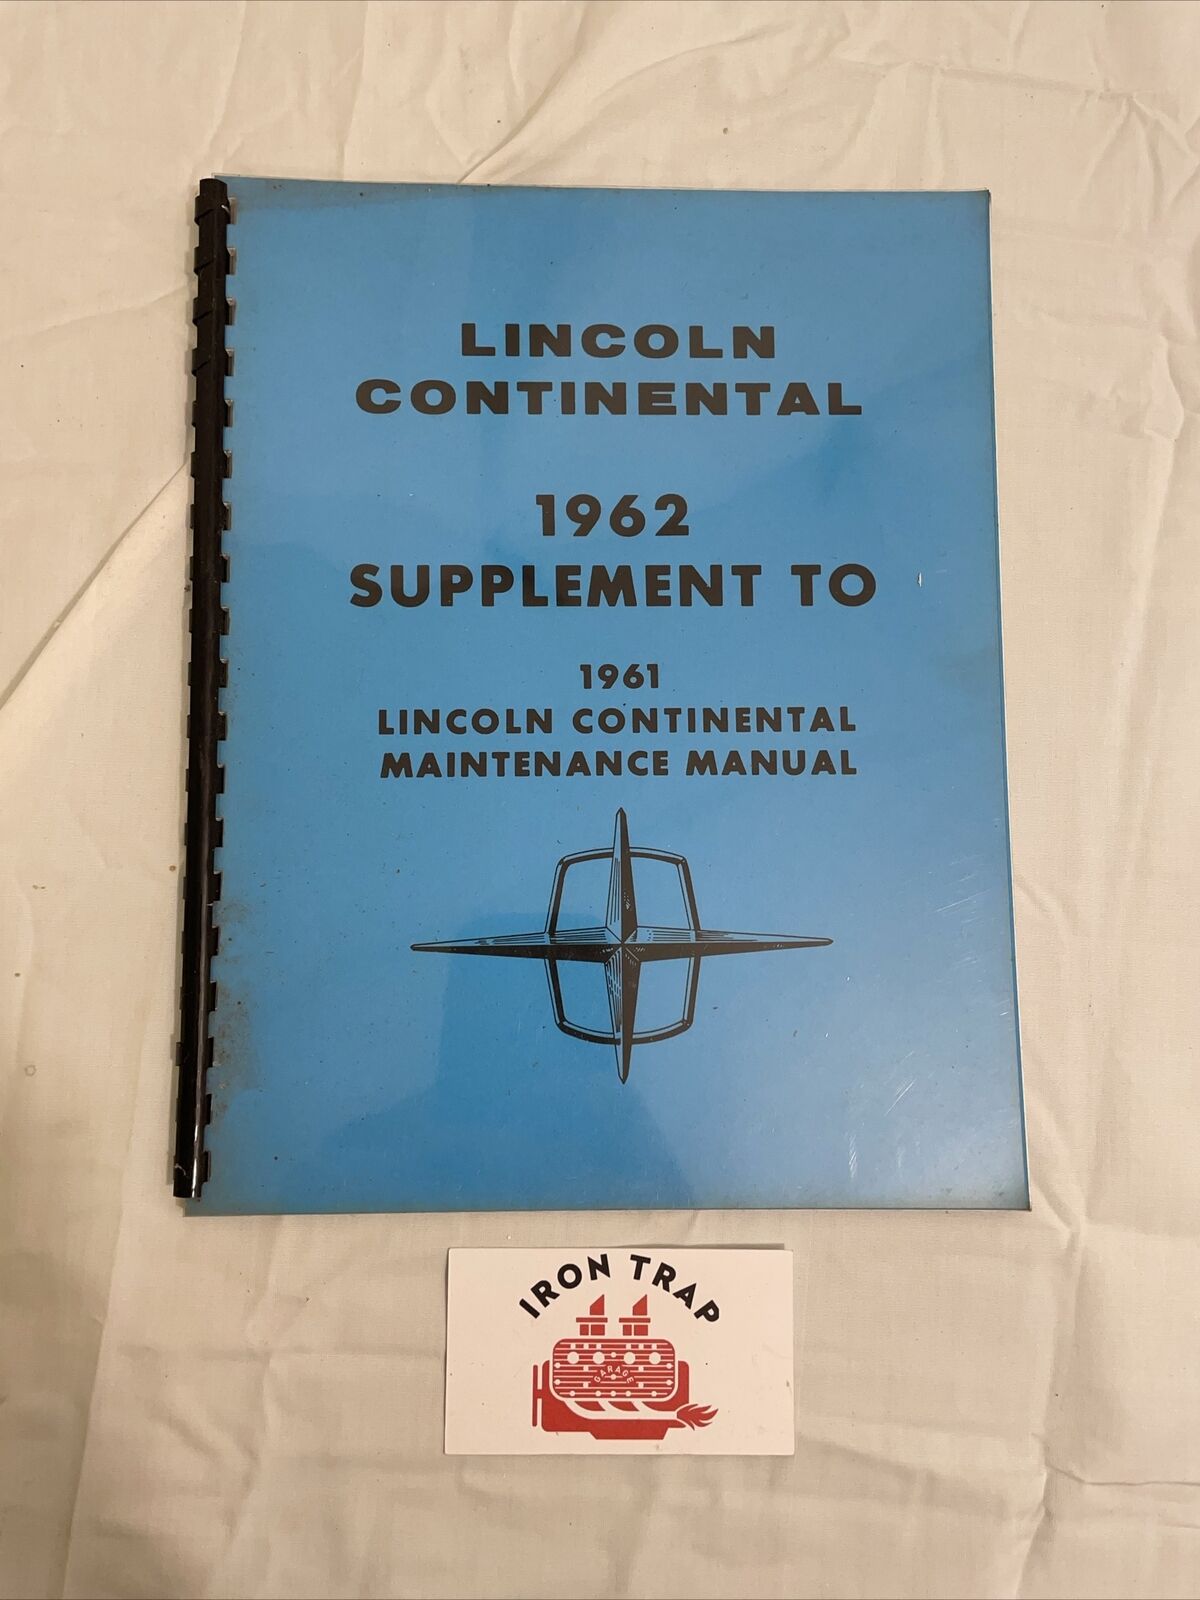 LINCOLN
CONTINENTAL
1962
SUPPLEMENT TO
1961
LINCOLN CONTINENTAL
MAINTENANCE MANUAL
IRON TRAP
GARAGE